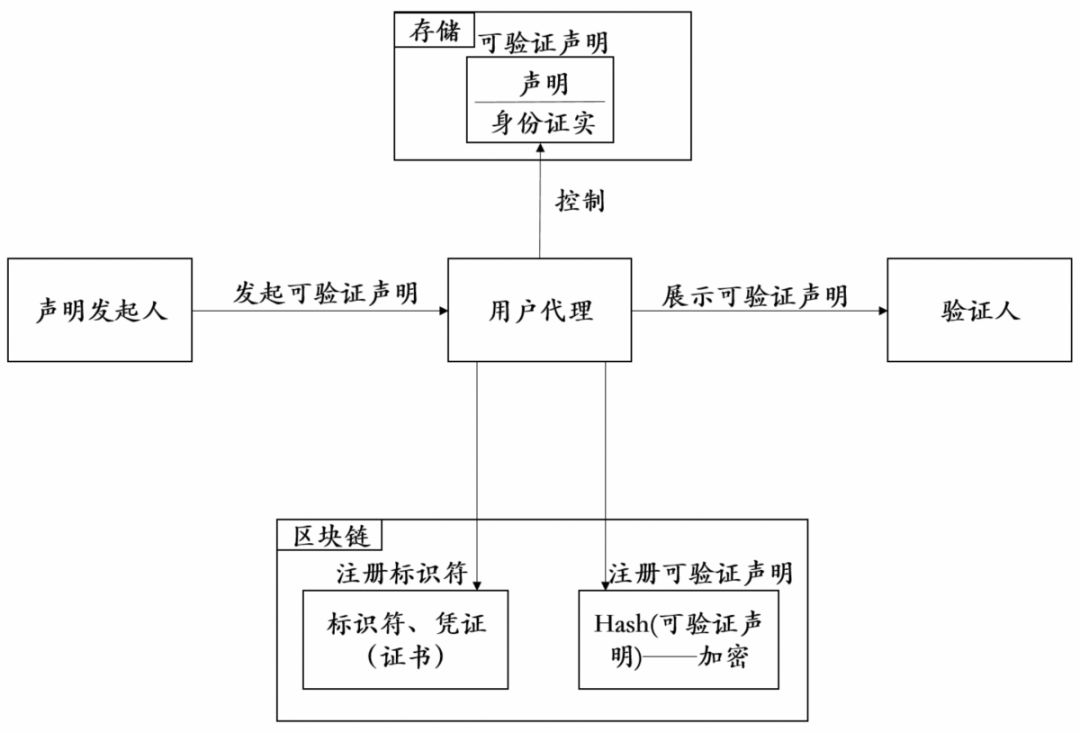 存储
可验证声明
声明
身份证实
控制
声明发起人
发起可验证声明
用户代理
展示可验证声明
验证人
区块链
注册标识符
注册可验证声明
标识符、凭证
（证书）
Hash(可验证声
明)——加密